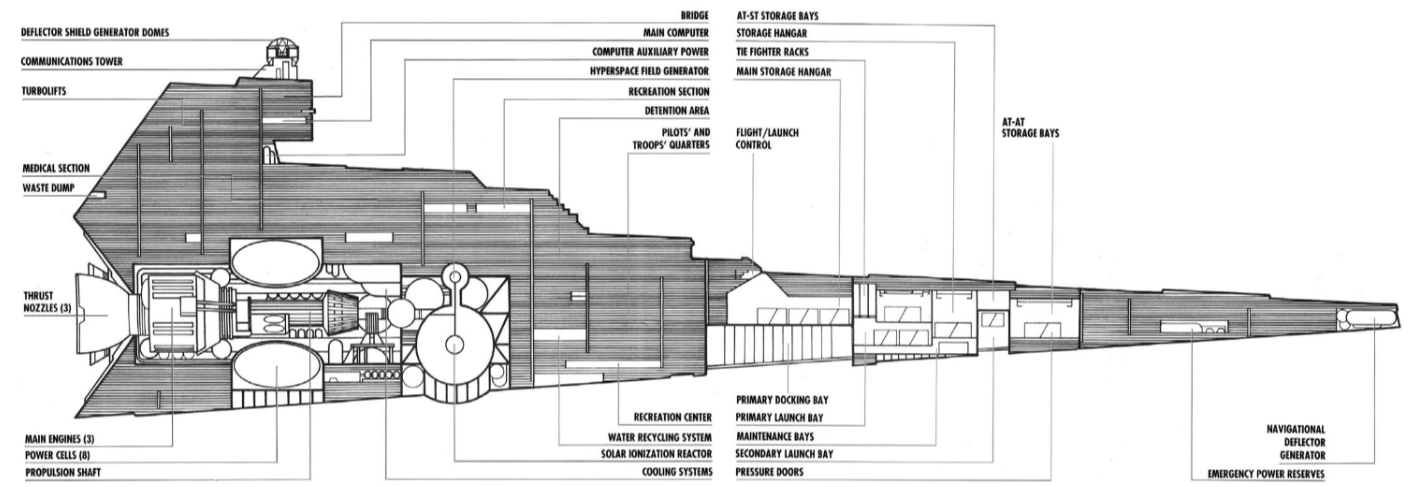 DEFLECTOR SHIELD GENERATOR DOMES
COMMUNICATIONS TOWER
TURBOLIFTS
MEDICAL SECTION
WASTE DUMP
THRUST
NOZZLES (3)
MAIN ENGINES (3)
POWER CELLS (8)
PROPULSION SHAFT
BRIDGE
MAIN COMPUTER
COMPUTER AUXILIARY POWER
HYPERSPACE FIELD GENERATOR
RECREATION SECTION
DETENTION AREA
PILOTS' AND
TROOPS' QUARTERS
RECREATION CENTER
WATER RECYCLING SYSTEM
SOLAR IONIZATION REACTOR
COOLING SYSTEMS
AT-ST STORAGE BAYS
STORAGE HANGAR
TIE FIGHTER RACKS
MAIN STORAGE HANGAR
FLIGHT/LAUNCH
CONTROL
PRIMARY DOCKING BAY
PRIMARY LAUNCH BAY
MAINTENANCE BAYS
SECONDARY LAUNCH BAY
PRESSURE DOORS
AT-AT
STORAGE BAYS
NAVIGATIONAL
DEFLECTOR
GENERATOR
EMERGENCY POWER RESERVES